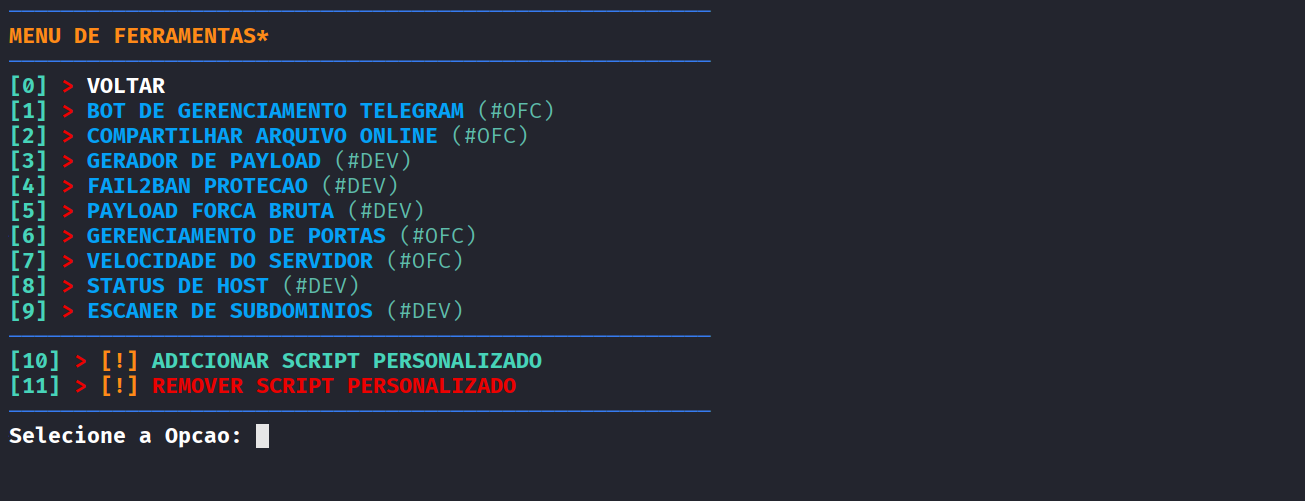 MENU DE FERRAMENTAS*
[0] > VOLTAR
[1] > BOT DE GERENCIAMENTO TELEGRAM (#OFC)
[2] > COMPARTILHAR ARQUIVO ONLINE (#OFC)
[3] > GERADOR DE PAYLOAD (#DEV)
[4] > FAIL2BAN PROTECAO (#DEV)
[5] > PAYLOAD FORCA BRUTA (#DEV)
[6] > GERENCIAMENTO DE PORTAS (#OFC)
[7] > VELOCIDADE DO SERVIDOR (#OFC)
[8] > STATUS DE HOST (#DEV)
[9] > ESCANER DE SUBDOMINIOS (#DEV)
[10] > [!] ADICIONAR SCRIPT PERSONALIZADO
[11] > [!] REMOVER SCRIPT PERSONALIZADO
Selecione a Opcao: